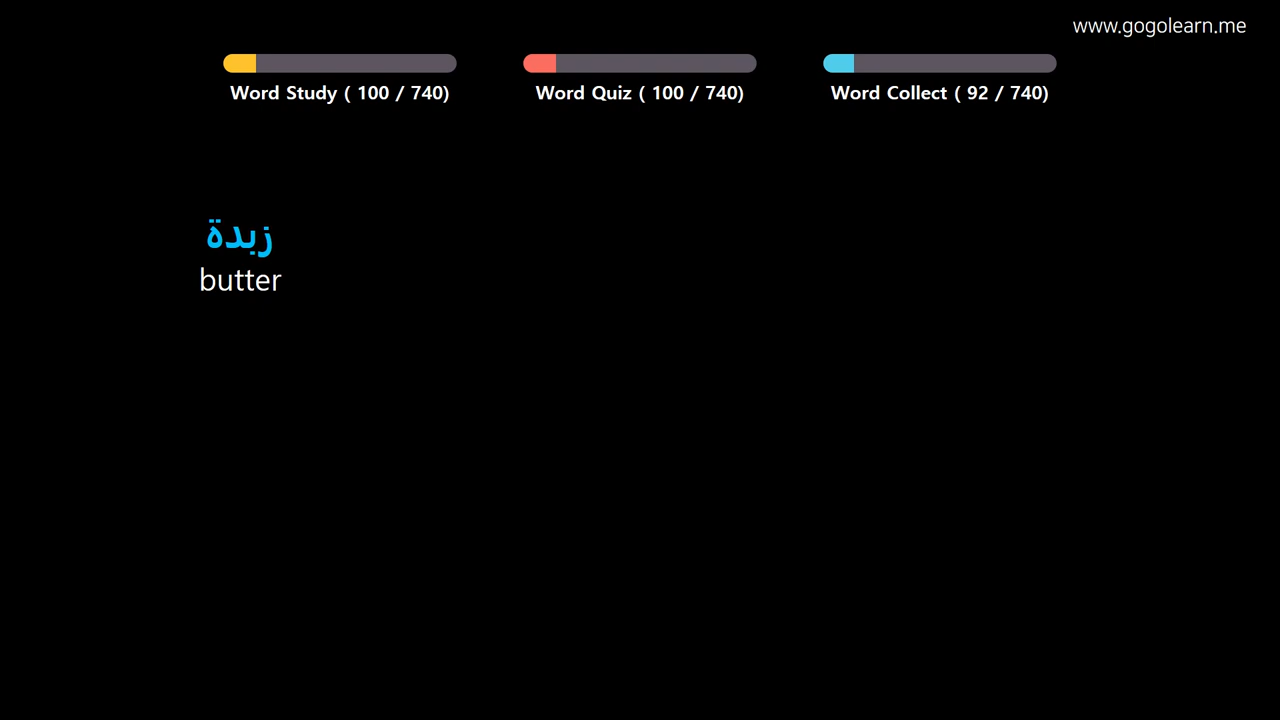 www.gogolearn.me
Word Study ( 100 / 740)
Word Quiz ( 100 / 740)
Word Collect ( 92 / 740)
زبدة
butter